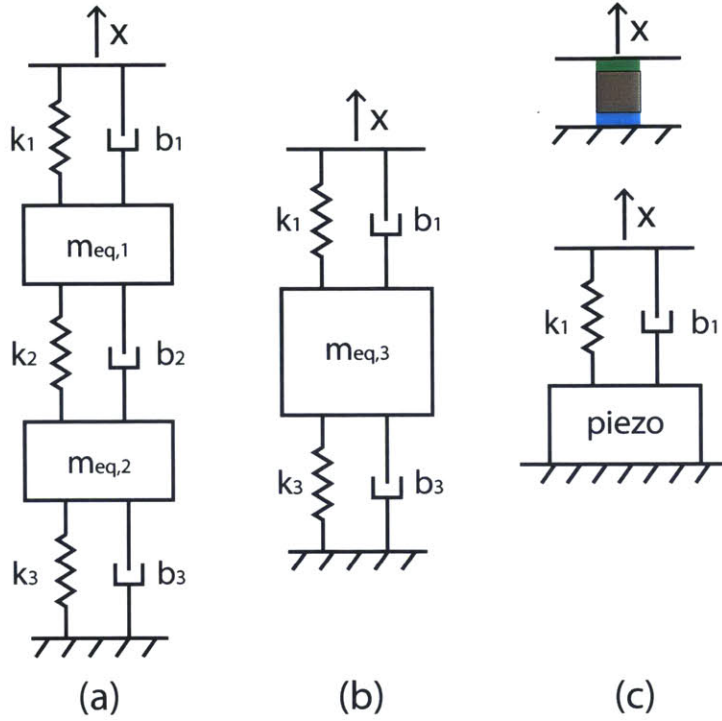 x
k1
b1
meq,1
k2
b2
meq,2
k3
b3
(a)
x
k1
b1
meq,3
k3
b3
(b)
x
x
k1
b1
piezo
(c)